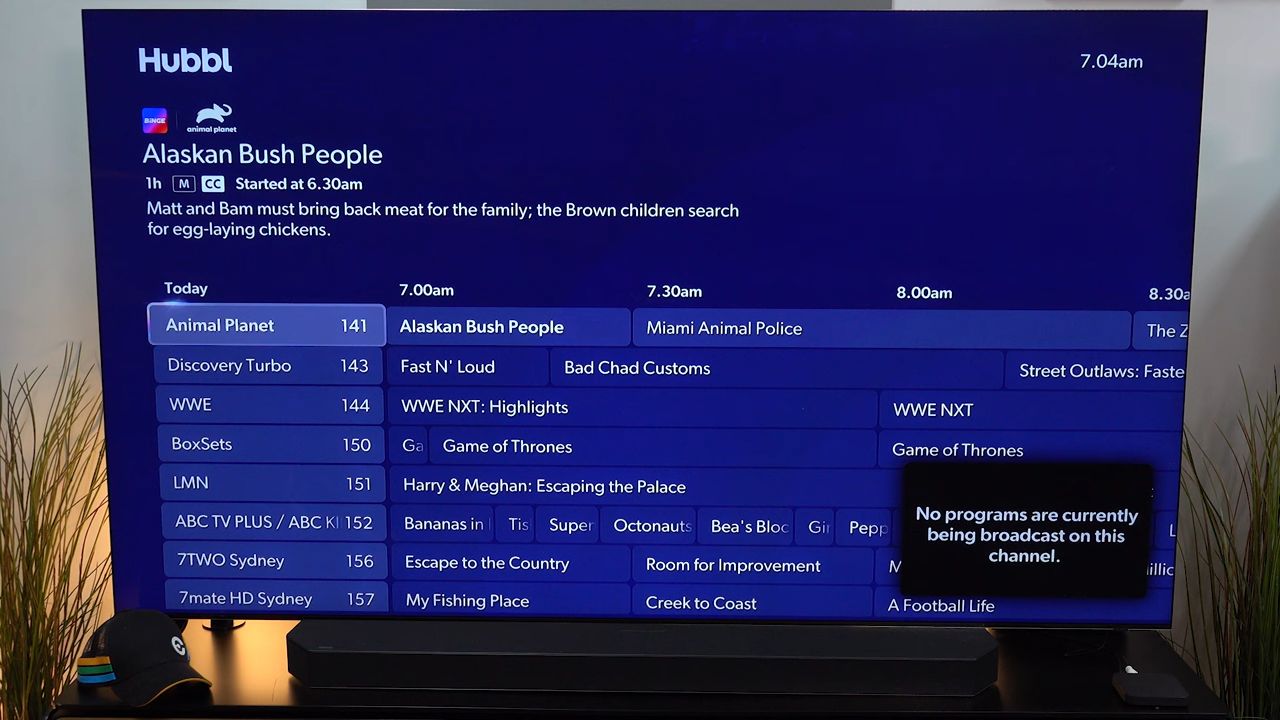 Hubbl
7.04am
BINGE
animal planet
Alaskan Bush People
1h M CC Started at 6.30am
Matt and Bam must bring back meat for the family; the Brown children search
for egg-laying chickens.
Today 7.00am 7.30am 8.00am 8.30a
Animal Planet 141 Alaskan Bush People Miami Animal Police The Z
Discovery Turbo 143 Fast N' Loud Bad Chad Customs Street Outlaws: Faste
WWE 144 WWE NXT: Highlights WWE NXT
BoxSets 150 Ga Game of Thrones Game of Thrones
LMN 151 Harry & Meghan: Escaping the Palace
ABC TV PLUS / ABC KI 152 Bananas in Tis Super Octonauts Bea's Bloc Gir Pepp L
7TWO Sydney 156 Escape to the Country Room for Improvement M illic
7mate HD Sydney 157 My Fishing Place Creek to Coast A Football Life
No programs are currently
being broadcast on this
channel.